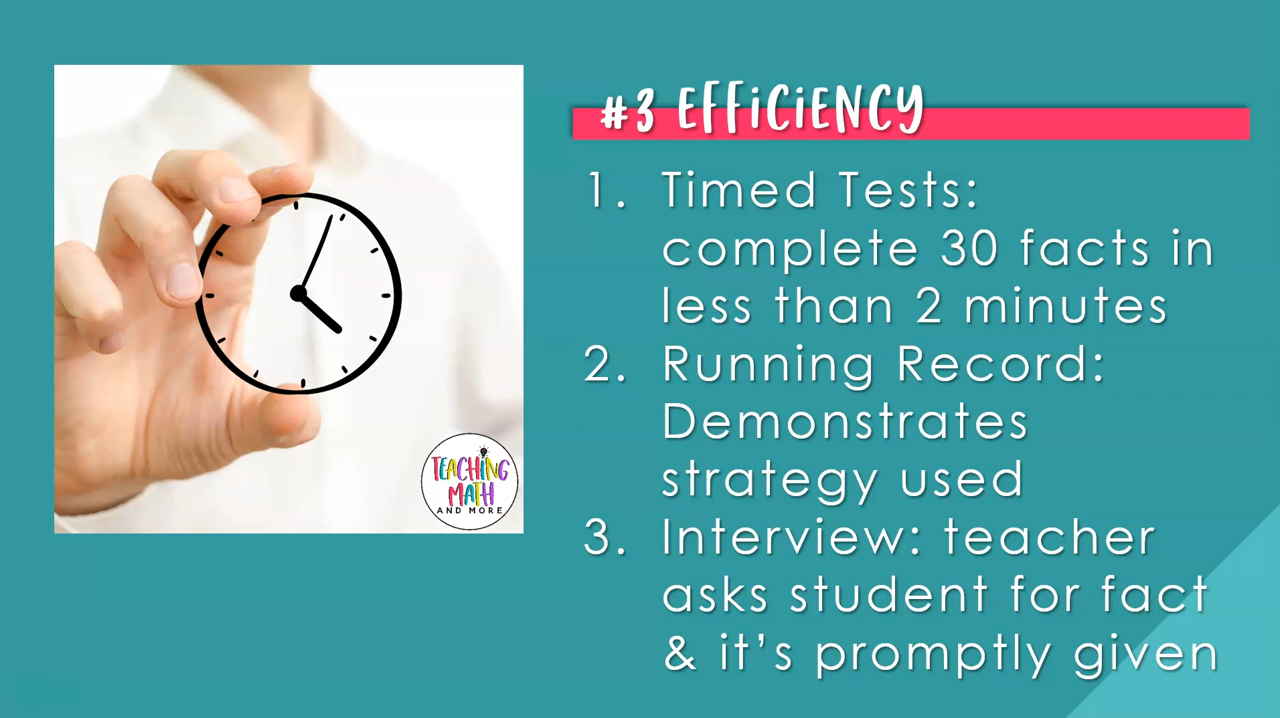 #3 EFFiCiENCY
1. Timed Tests:
complete 30 facts in
less than 2 minutes
2. Running Record:
Demonstrates
strategy used
3. Interview: teacher
asks student for fact
& it's promptly given
TEACHiNG
MATH
AND MORE